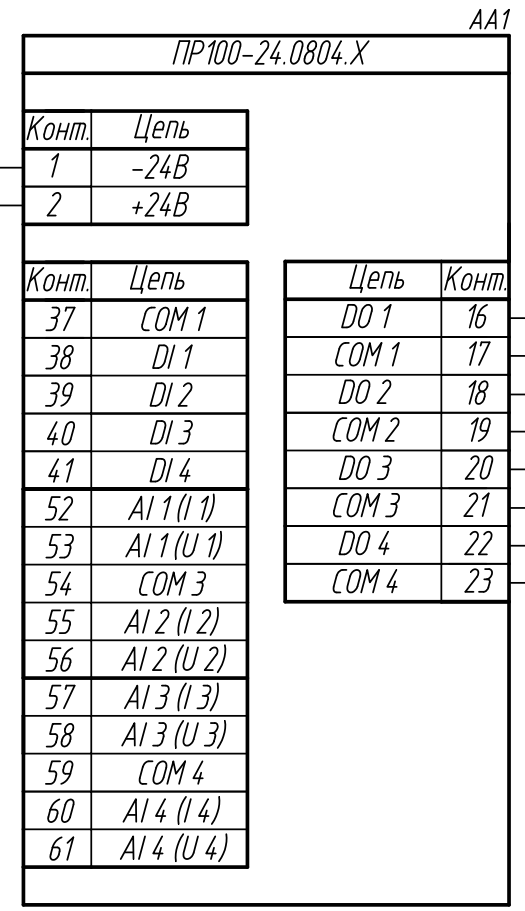 AA1
ПР100-24.0804.X
Конт. Цепь
1 -24В
2 +24В
Конт. Цепь
37 COM 1
38 DI 1
39 DI 2
40 DI 3
41 DI 4
52 AI 1 (I 1)
53 AI 1 (U 1)
54 COM 3
55 AI 2 (I 2)
56 AI 2 (U 2)
57 AI 3 (I 3)
58 AI 3 (U 3)
59 COM 4
60 AI 4 (I 4)
61 AI 4 (U 4)
Цепь Конт.
DO 1 16
COM 1 17
DO 2 18
COM 2 19
DO 3 20
COM 3 21
DO 4 22
COM 4 23